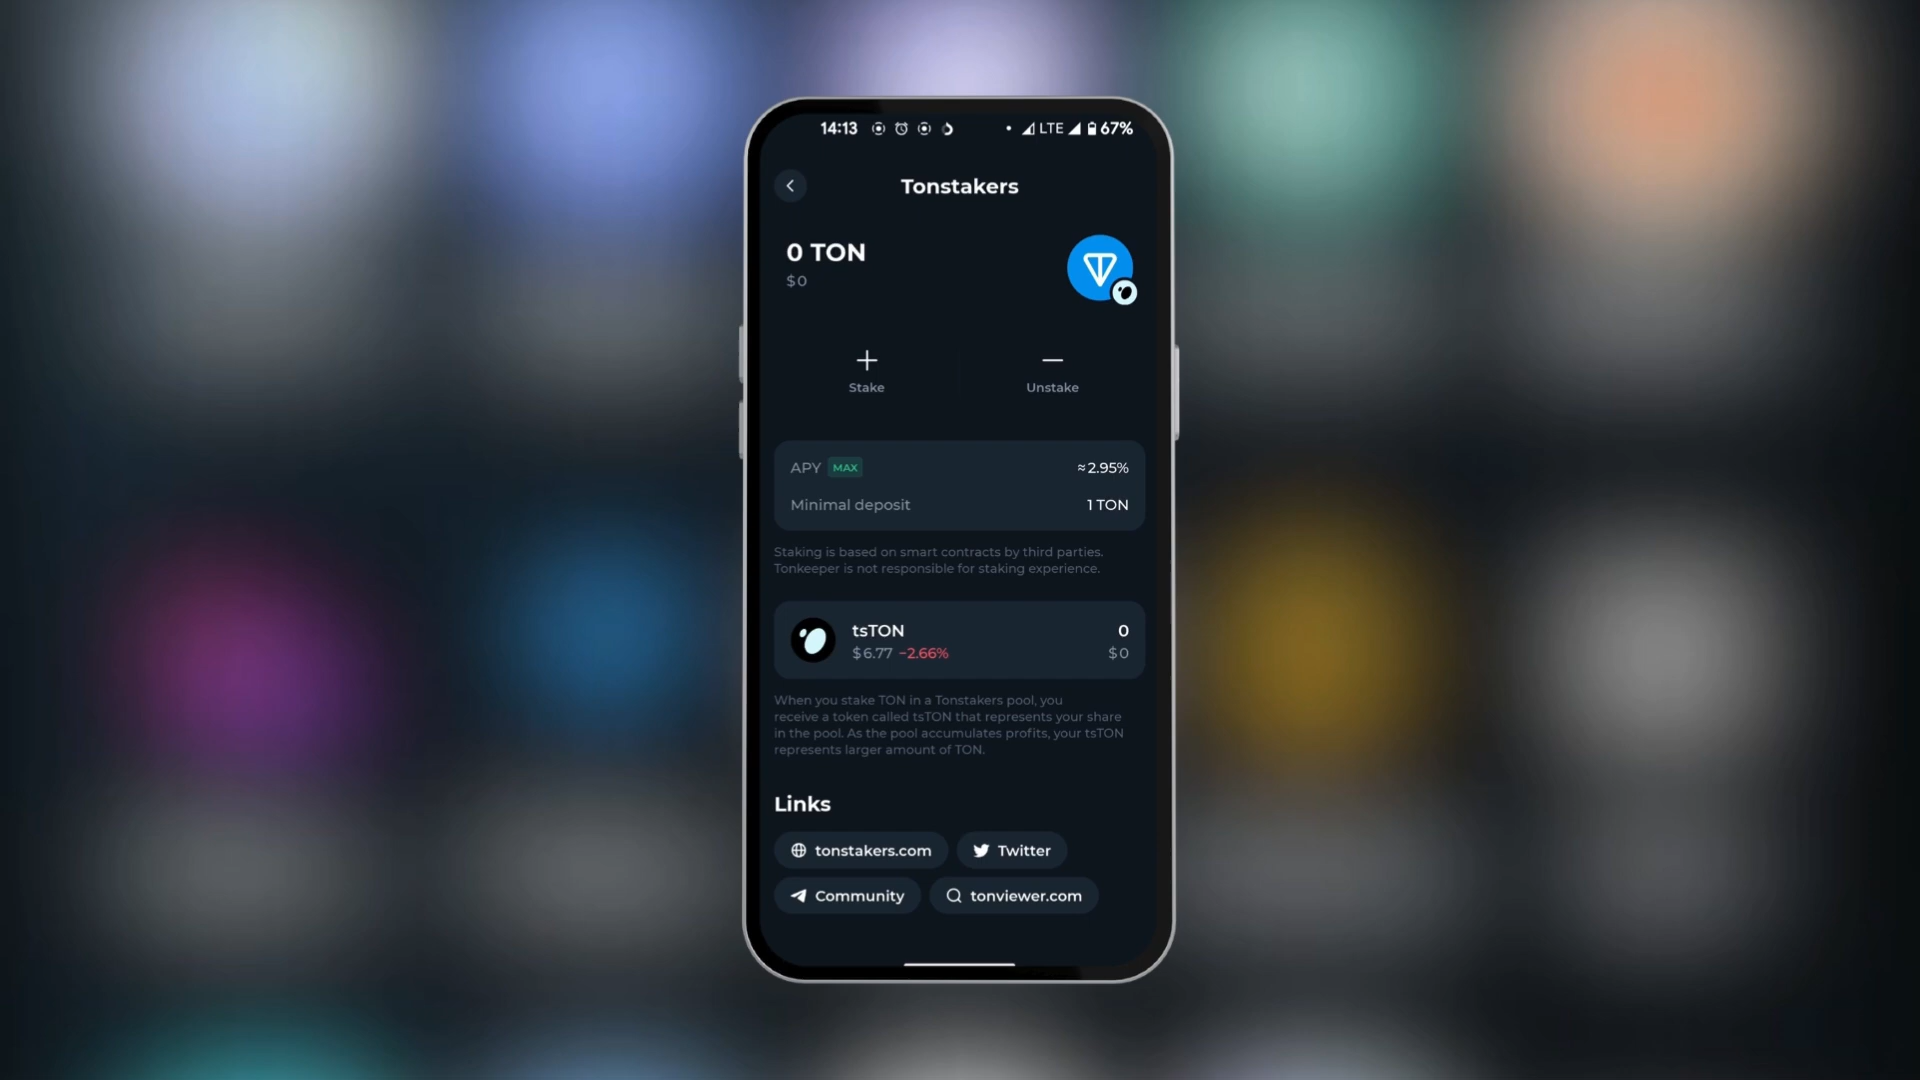 14:13 LTE 67%
Tonstakers
0 TON
$0
Stake
Unstake
APY MAX ≈2.95%
Minimal deposit 1 TON
Staking is based on smart contracts by third parties.
Tonkeeper is not responsible for staking experience.
tsTON 0
$6.77 −2.66% $0
When you stake TON in a Tonstakers pool, you
receive a token called tsTON that represents your share
in the pool. As the pool accumulates profits, your tsTON
represents larger amount of TON.
Links
tonstakers.com Twitter
Community tonviewer.com